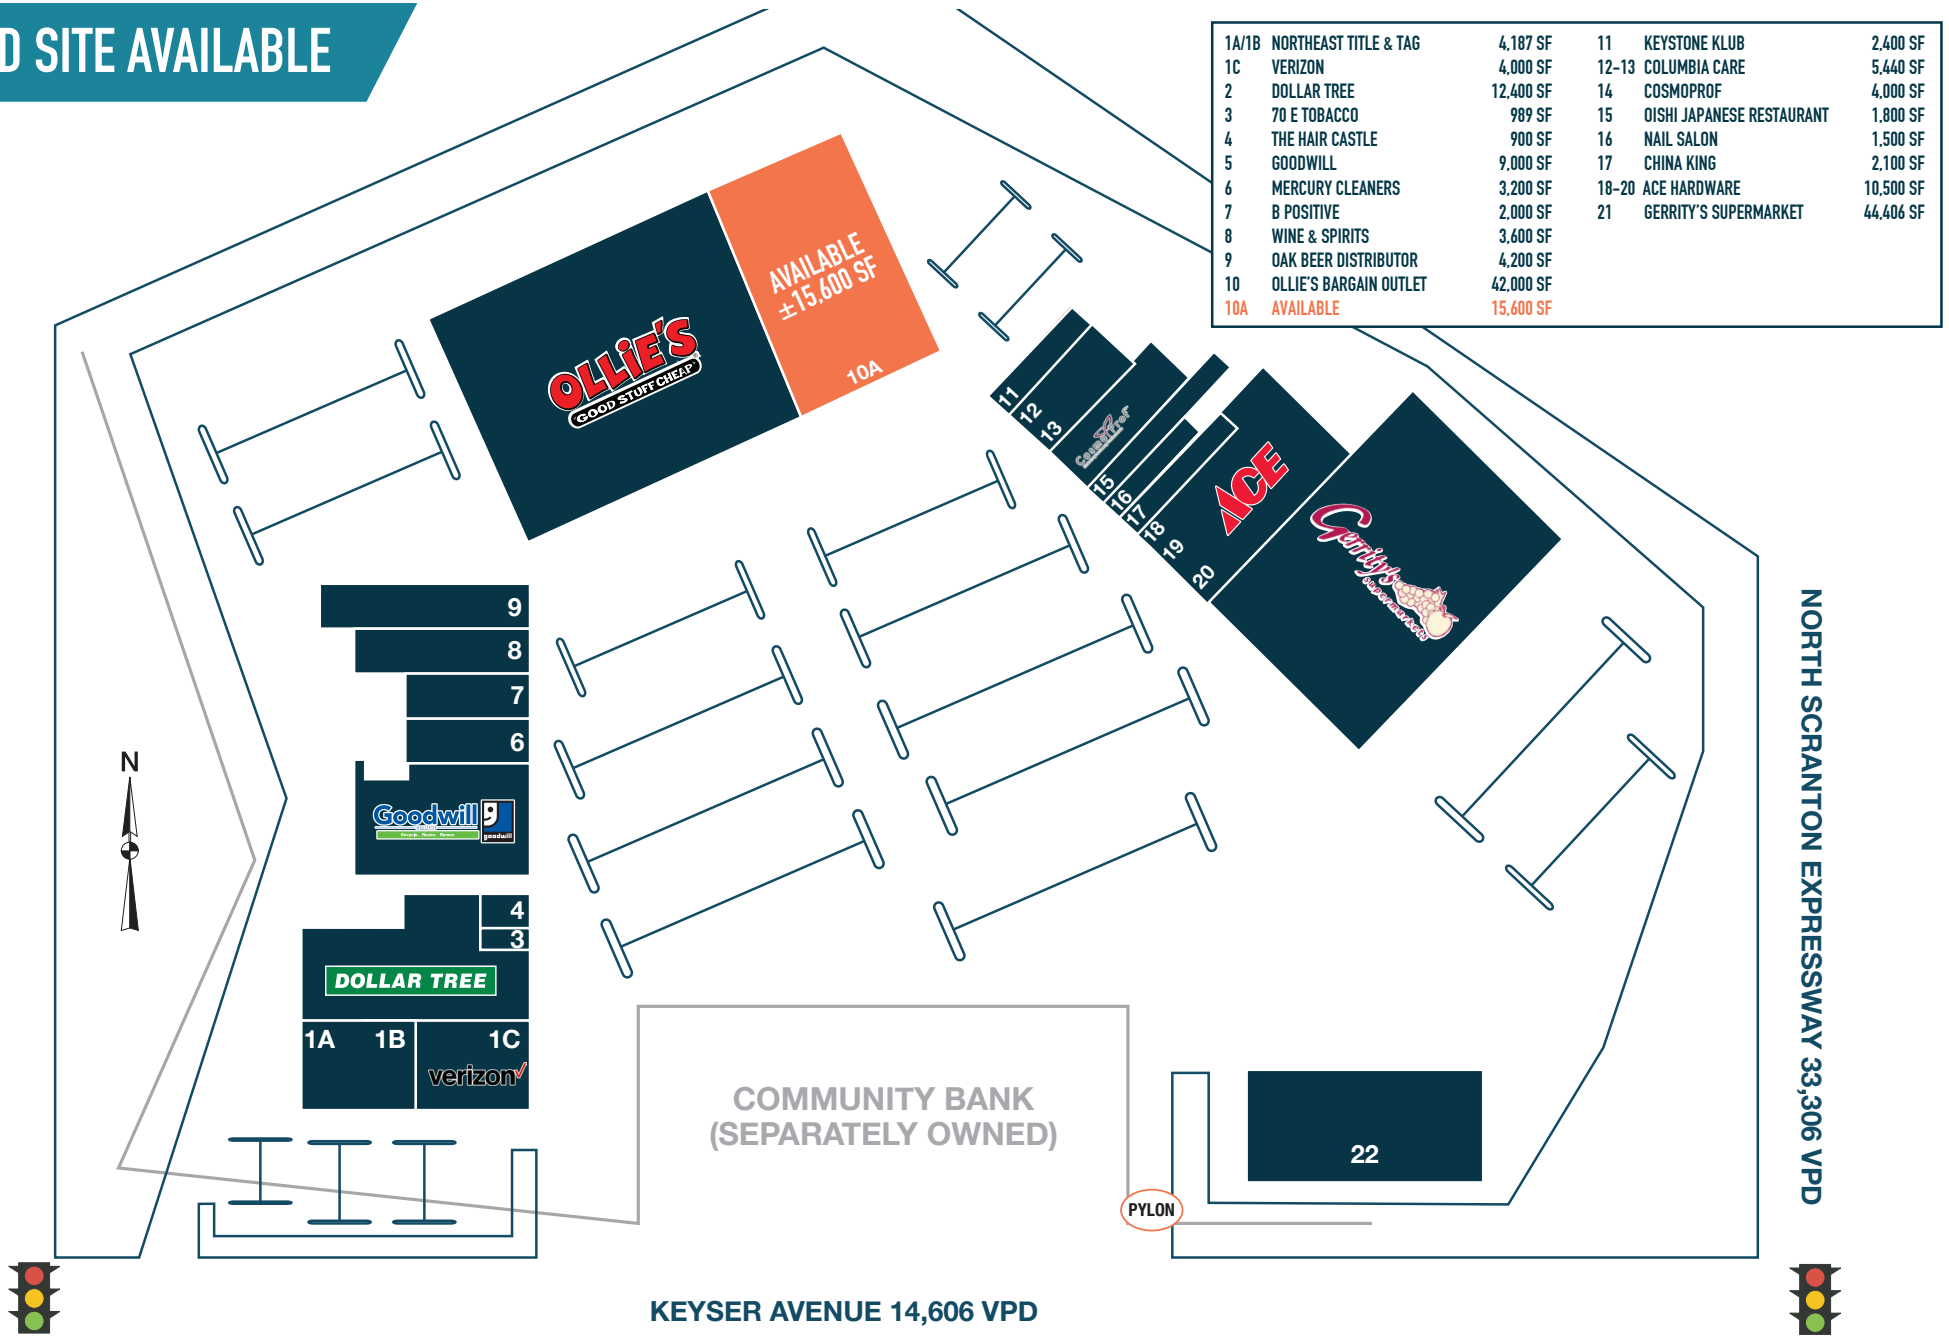 D SITE AVAILABLE
1A/1B NORTHEAST TITLE & TAG 4,187 SF
1C VERIZON 4,000 SF
2 DOLLAR TREE 12,400 SF
3 70 E TOBACCO 989 SF
4 THE HAIR CASTLE 900 SF
5 GOODWILL 9,000 SF
6 MERCURY CLEANERS 3,200 SF
7 B POSITIVE 2,000 SF
8 WINE & SPIRITS 3,600 SF
9 OAK BEER DISTRIBUTOR 4,200 SF
10 OLLIE'S BARGAIN OUTLET 42,000 SF
10A AVAILABLE 15,600 SF
11 KEYSTONE KLUB 2,400 SF
12-13 COLUMBIA CARE 5,440 SF
14 COSMOPROF 4,000 SF
15 OISHI JAPANESE RESTAURANT 1,800 SF
16 NAIL SALON 1,500 SF
17 CHINA KING 2,100 SF
18-20 ACE HARDWARE 10,500 SF
21 GERRITY'S SUPERMARKET 44,406 SF
AVAILABLE
±15,600 SF
10A
OLLIE'S
GOOD STUFF CHEAP
11
12
13
CosmoProf
15
16
17
18
19
20
ACE
Gerrity's
Supermarkets
9
8
7
6
Goodwill
Recycle Reuse Renew
goodwill
4
3
DOLLAR TREE
1A 1B 1C
verizon
N
COMMUNITY BANK
(SEPARATELY OWNED)
22
PYLON
NORTH SCRANTON EXPRESSWAY 33,306 VPD
KEYSER AVENUE 14,606 VPD